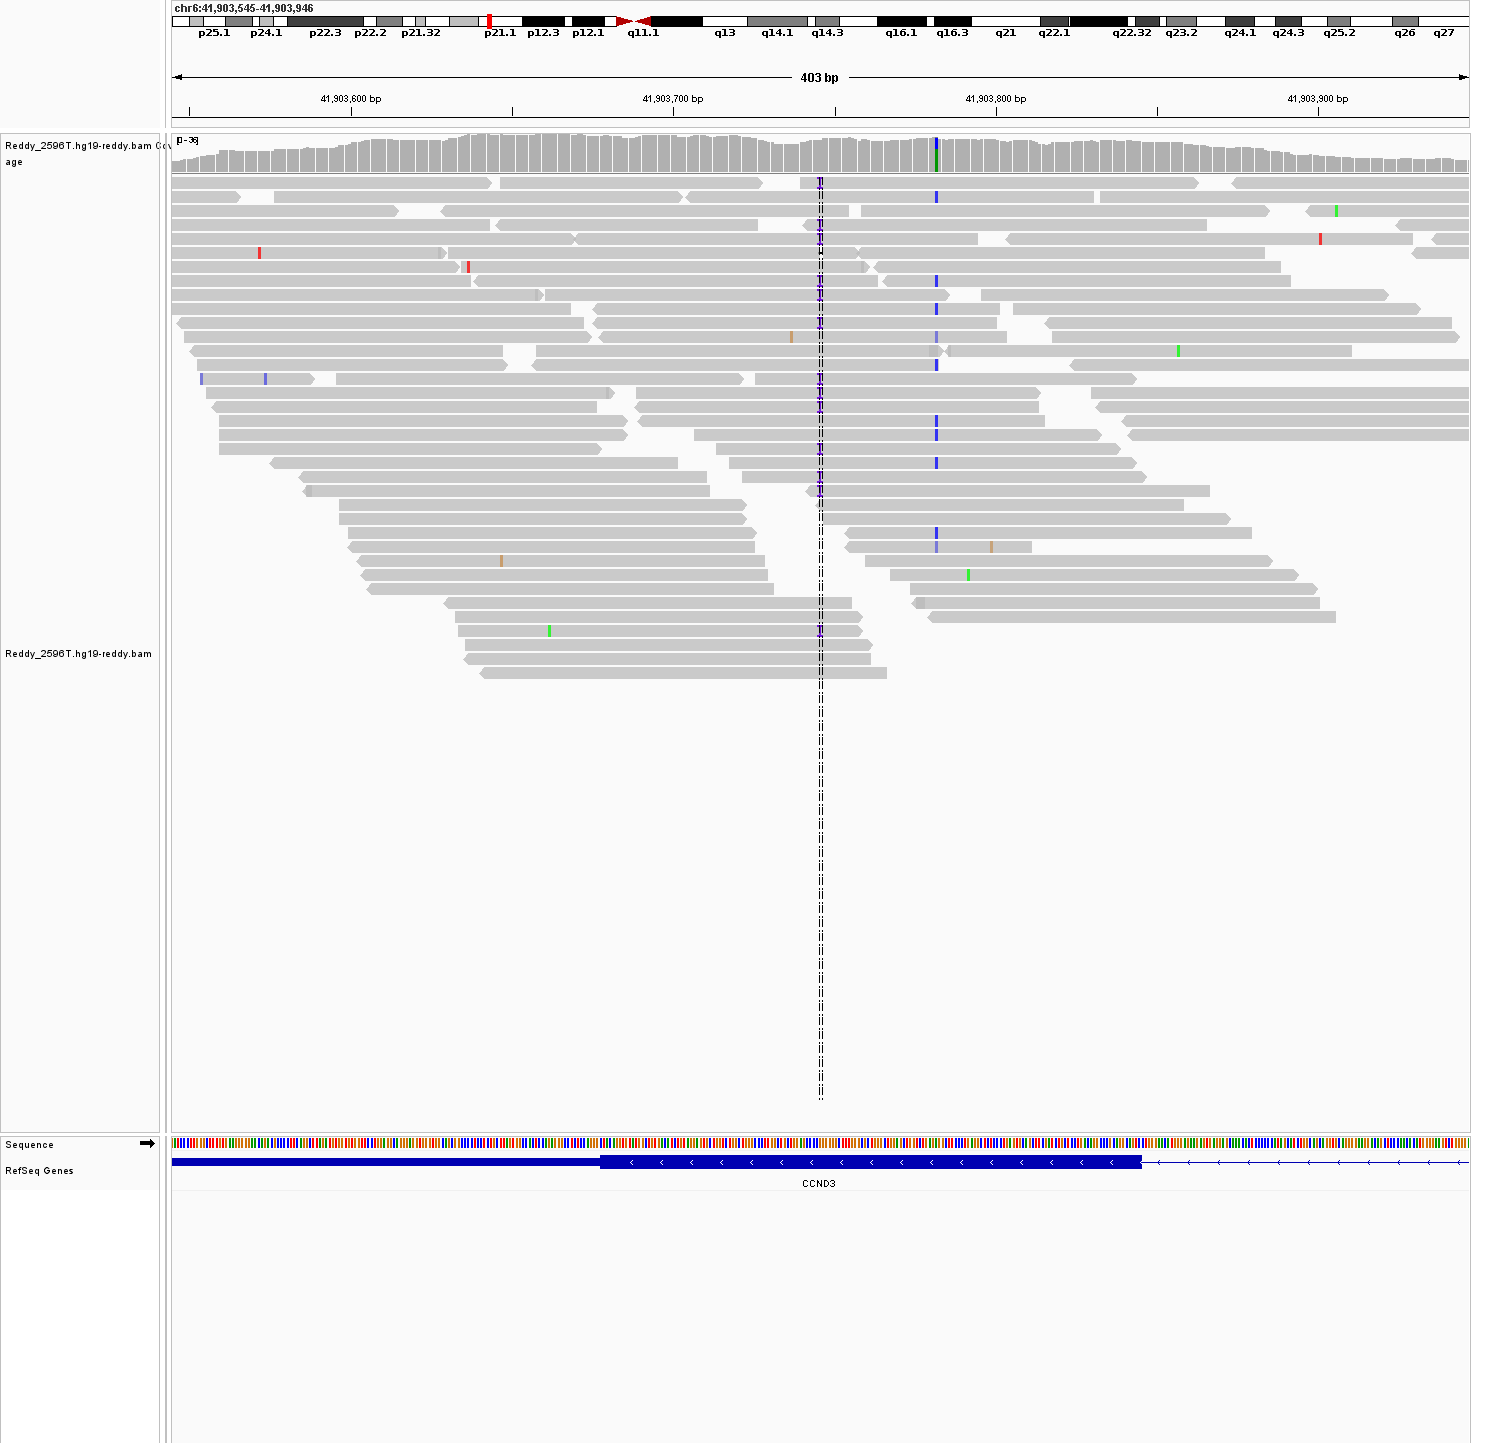 chr6:41,903,545-41,903,946
p25.1 p24.1 p22.3 p22.2 p21.32 p21.1 p12.3 p12.1 q11.1 q13 q14.1 q14.3 q16.1 q16.3 q21 q22.1 q22.32 q23.2 q24.1 q24.3 q25.2 q26 q27
403 bp
41,903,600 bp 41,903,700 bp 41,903,800 bp 41,903,900 bp
[0-36]
Reddy_2596T.hg19-reddy.bam Cov
age
Reddy_2596T.hg19-reddy.bam
Sequence
RefSeq Genes
CCND3